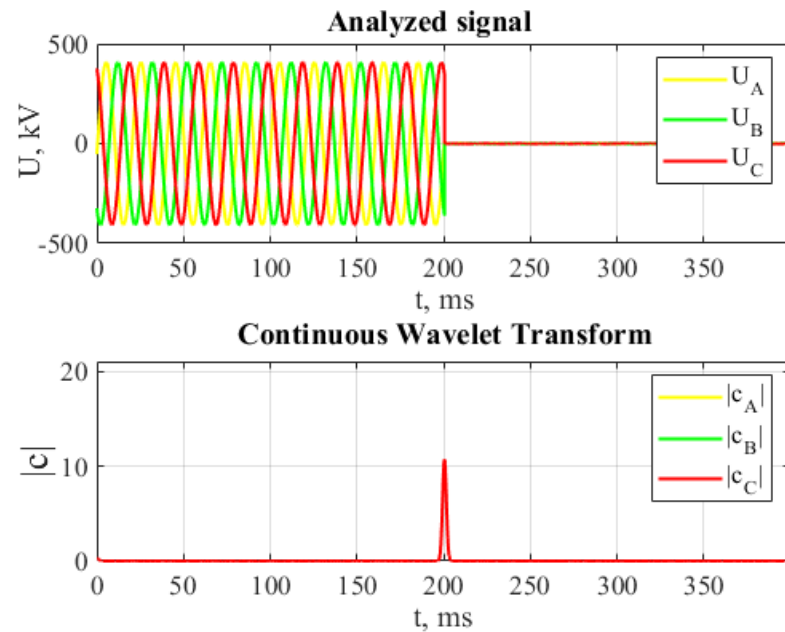 Analyzed signal
U, kV
500
0
-500
U_A
U_B
U_C
0 50 100 150 200 250 300 350
t, ms
Continuous Wavelet Transform
|c|
20
10
0
|c_A|
|c_B|
|c_C|
0 50 100 150 200 250 300 350
t, ms